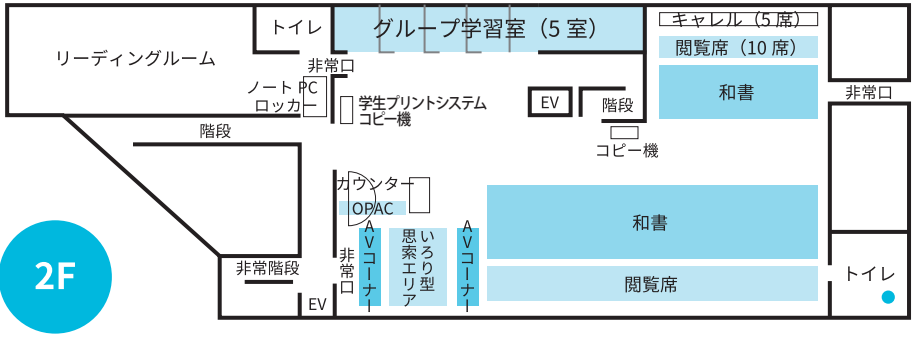 トイレ
グループ学習室（5 室）
キャレル（5 席）
閲覧席（10 席）
リーディングルーム
非常口
ノート PC
ロッカー
学生プリントシステム
コピー機
EV
階段
和書
非常口
階段
コピー機
カウンター
OPAC
AVコーナー
いろり型
思索エリア
AVコーナー
和書
閲覧席
非常口
非常階段
EV
トイレ
2F